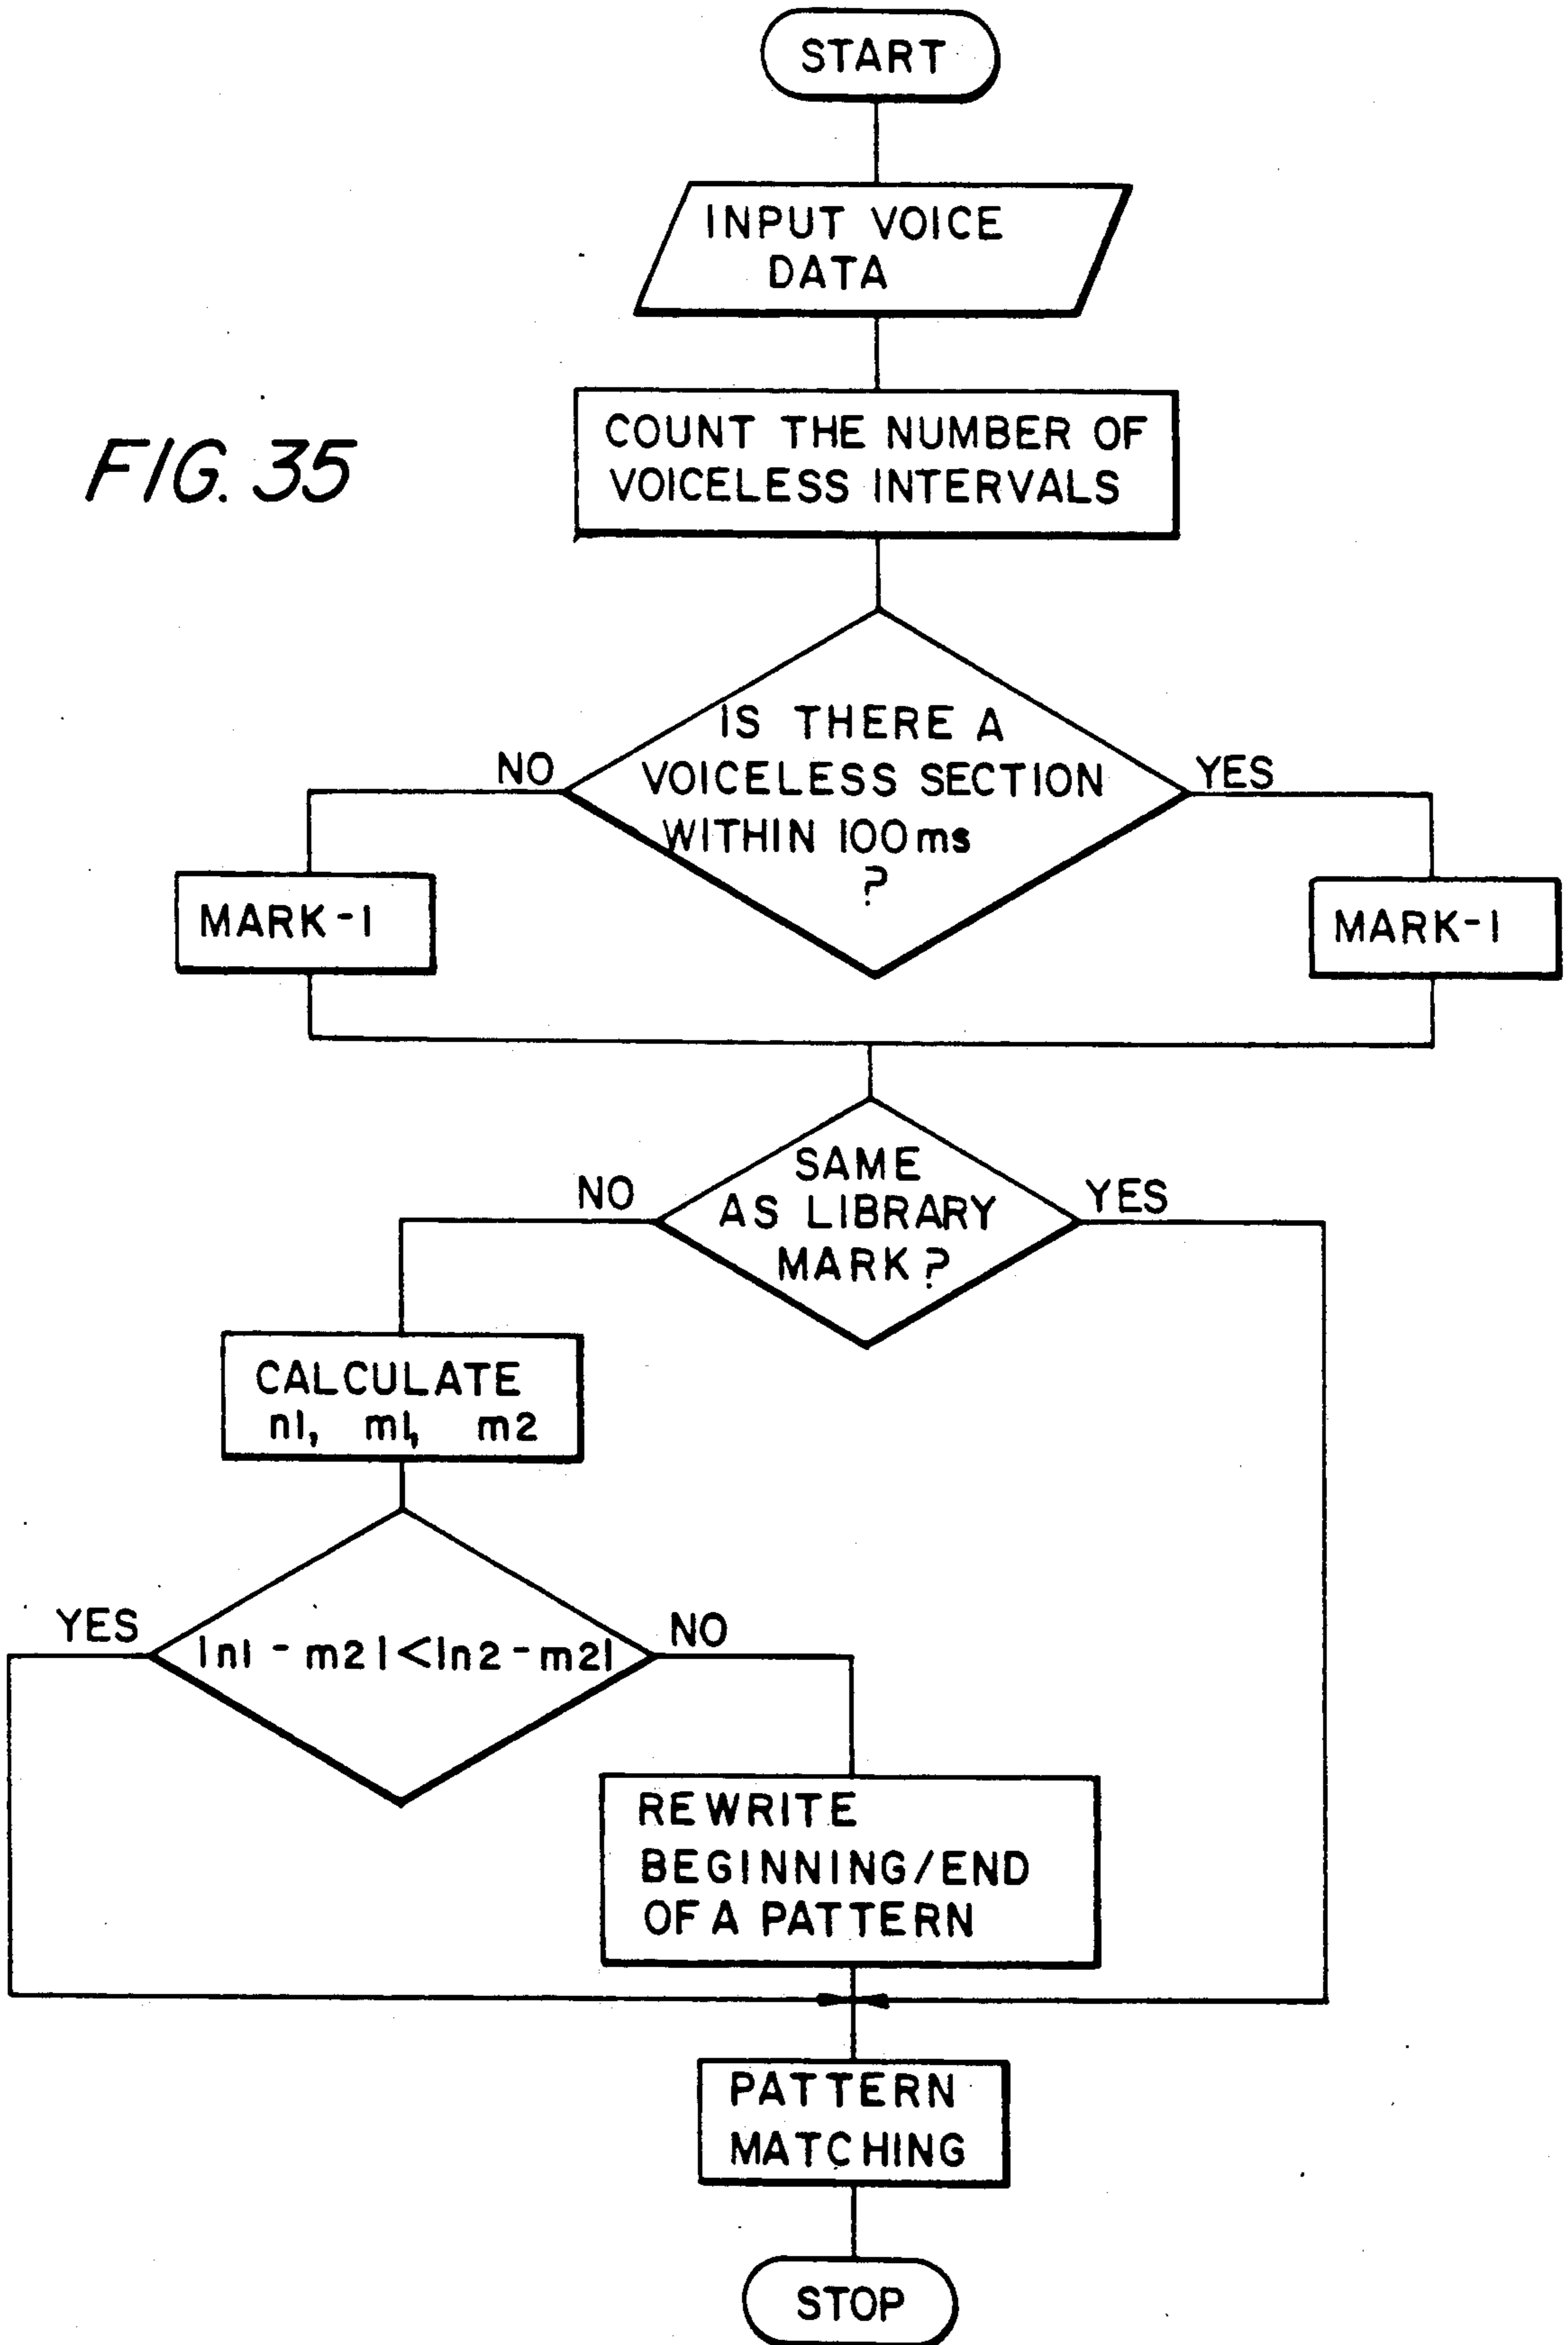 START
INPUT VOICE
DATA
FIG. 35
COUNT THE NUMBER OF
VOICELESS INTERVALS
IS THERE A
VOICELESS SECTION
WITHIN 100ms
?
NO
YES
MARK-1
MARK-1
SAME
AS LIBRARY
MARK?
NO
YES
CALCULATE
n1, m1, m2
|n1 - m2|<|n2-m2|
YES
NO
REWRITE
BEGINNING/END
OF A PATTERN
PATTERN
MATCHING
STOP